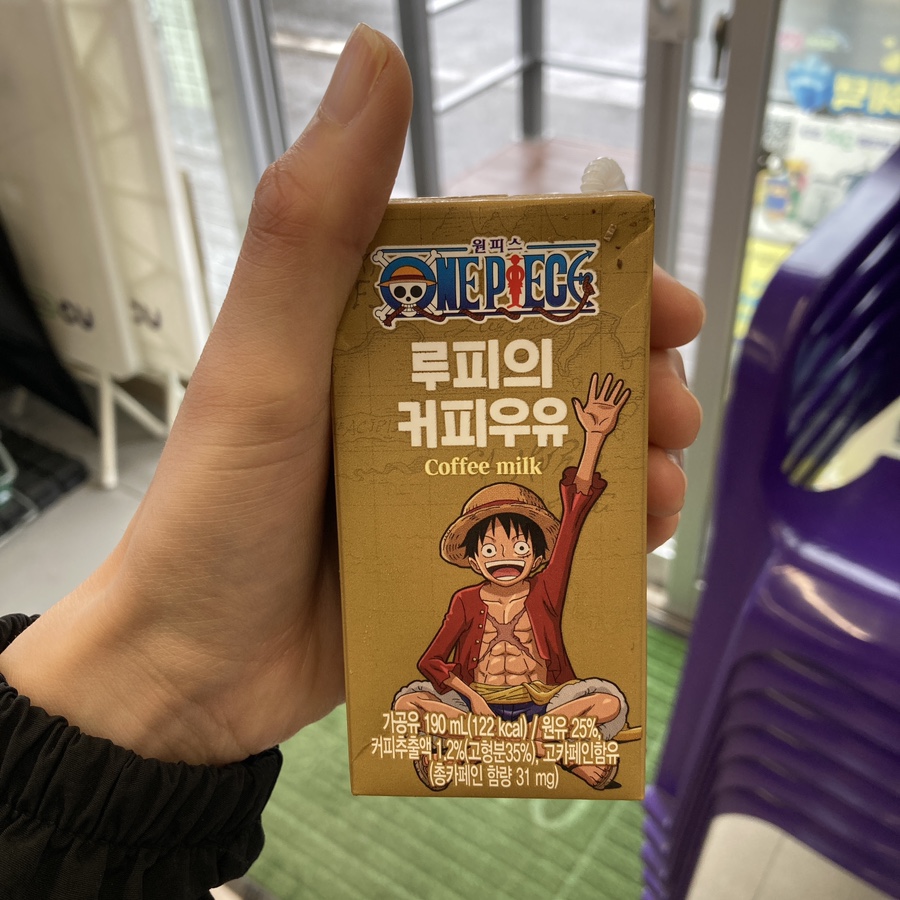 원피스
ONE PIECE
루피의
커피우유
Coffee milk
가공유 190 mL(122 kcal) / 원유 25%,
커피추출액 1.2%(고형분35%), 고카페인함유
(총카페인 함량 31 mg)